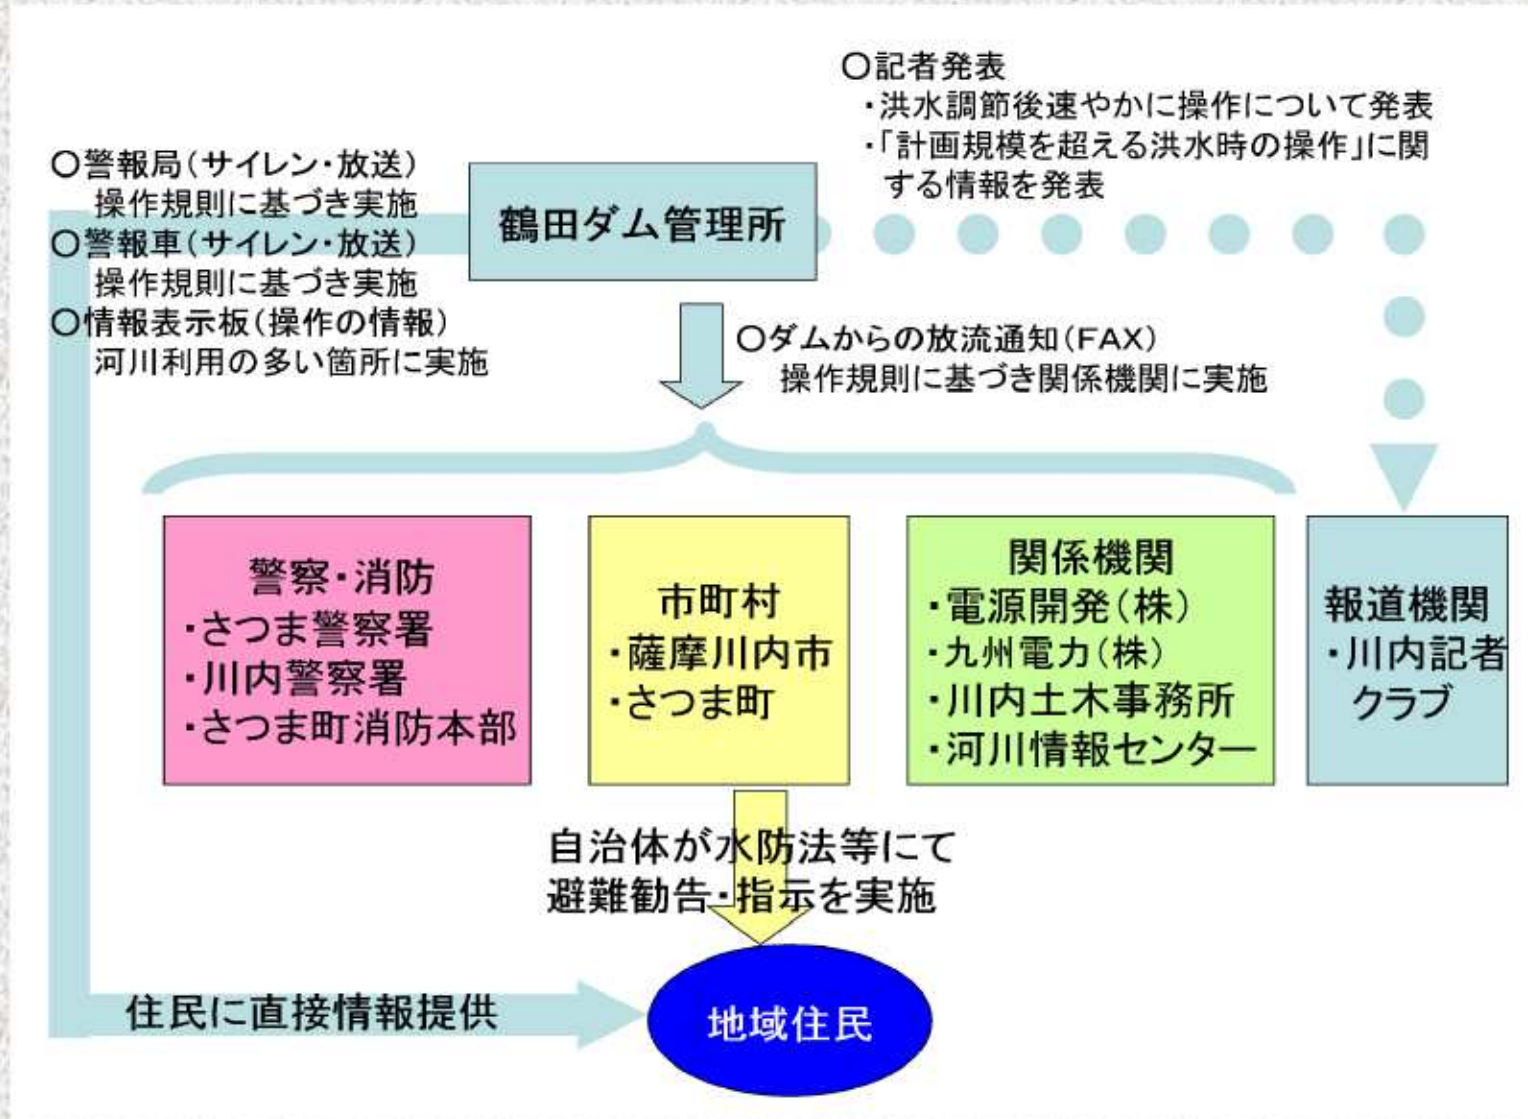 〇記者発表
・洪水調節後速やかに操作について発表
・「計画規模を超える洪水時の操作」に関
する情報を発表
〇警報局(サイレン・放送)
操作規則に基づき実施
〇警報車(サイレン・放送)
操作規則に基づき実施
〇情報表示板(操作の情報)
河川利用の多い箇所に実施
鶴田ダム管理所
〇ダムからの放流通知(FAX)
操作規則に基づき関係機関に実施
警察・消防
・さつま警察署
・川内警察署
・さつま町消防本部
市町村
・薩摩川内市
・さつま町
関係機関
・電源開発(株)
・九州電力(株)
・川内土木事務所
・河川情報センター
報道機関
・川内記者
クラブ
自治体が水防法等にて
避難勧告・指示を実施
住民に直接情報提供
地域住民